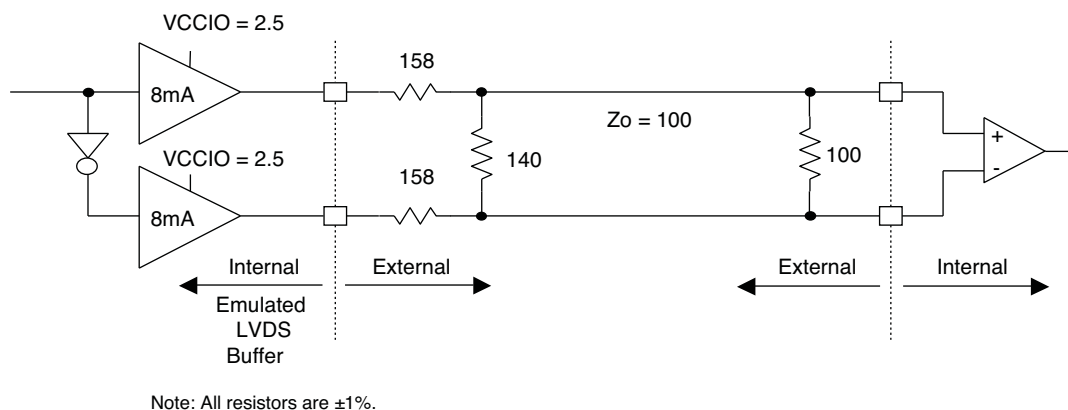 VCCIO = 2.5
158
8mA
Zo = 100
+
-
VCCIO = 2.5
140
100
158
8mA
Internal
External
External
Internal
Emulated
LVDS
Buffer
Note: All resistors are ±1%.